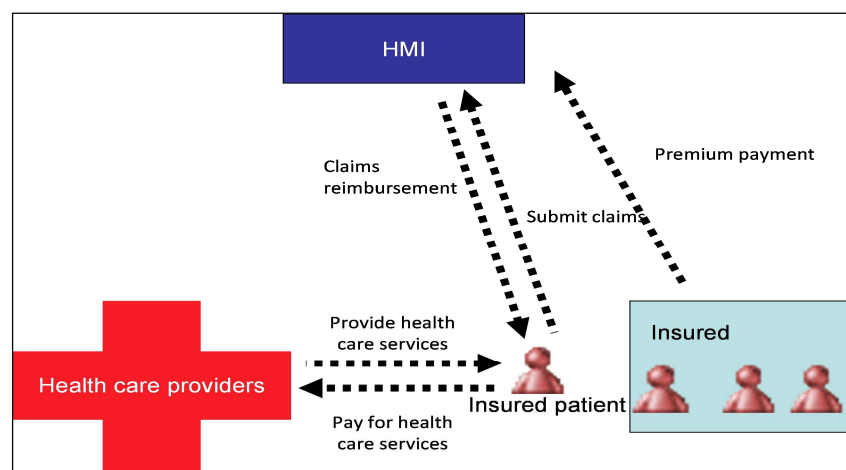 HMI
Claims
reimbursement
Premium payment
Submit claims
Provide health
care services
Insured
Health care providers
Insured patient
Pay for health
care services